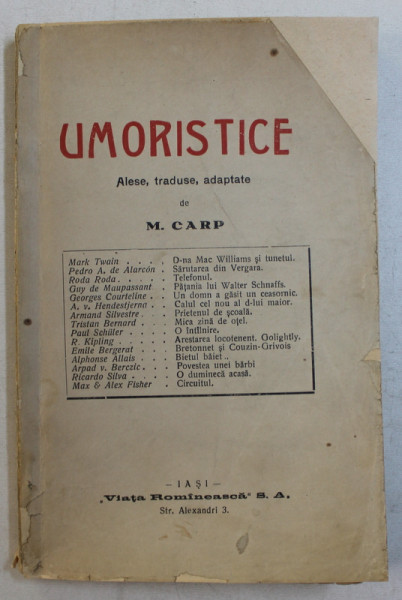 UMORISTICE
Alese, traduse, adaptate
de
M. CARP
Mark Twain . . . . D-na Mac Williams și tunetul.
Pedro A. de Alarcón . Sărutarea din Vergara.
Roda Roda . . . . . Telefonul.
Guy de Maupassant . Pățania lui Walter Schnaffs.
Georges Courteline . . Un domn a găsit un ceasornic.
A. v. Hendestjerna . . Calul cel nou al d-lui maior.
Armand Silvestre . . . Prietenul de școală.
Tristan Bernard . . . Mica zină de oțel.
Paul Schüler . . . . . O întîlnire.
R. Kipling . . . . . Arestarea locotenent. Golightly.
Emile Bergerat . . . Bretonnet și Couzin-Grivois
Alphonse Allais . . . Bietul băiet ..
Arpad v. Berczic . . . Povestea unei bărbi
Ricardo Silva . . . . O duminecă acasă.
Max & Alex Fisher . Circuitul.
– IAȘI –
„Viața Romînească" S. A.
Str. Alexandri 3.